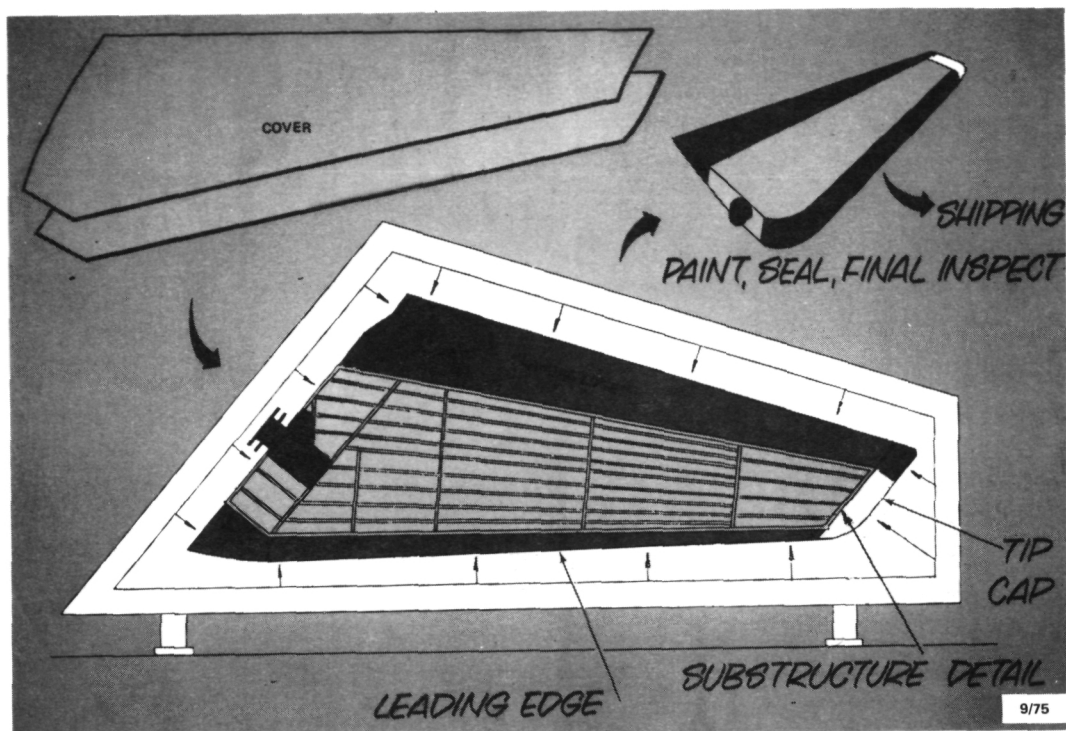 COVER
SHIPPING
PAINT, SEAL, FINAL INSPECT
TIP
CAP
SUBSTRUCTURE DETAIL
LEADING EDGE
9/75